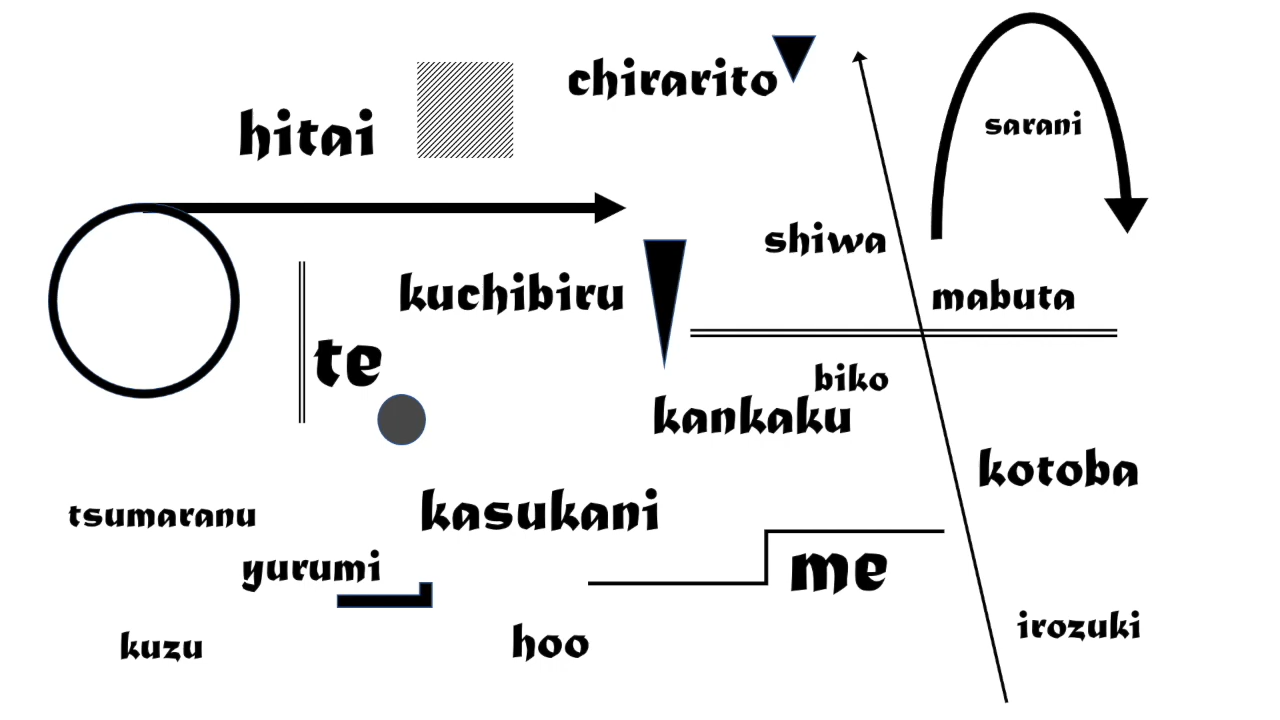 chirarito
hitai
sarani
shiwa
kuchibiru
mabuta
te
biko
kankaku
kotoba
kasukani
tsumaranu
yurumi
me
irozuki
hoo
kuzu